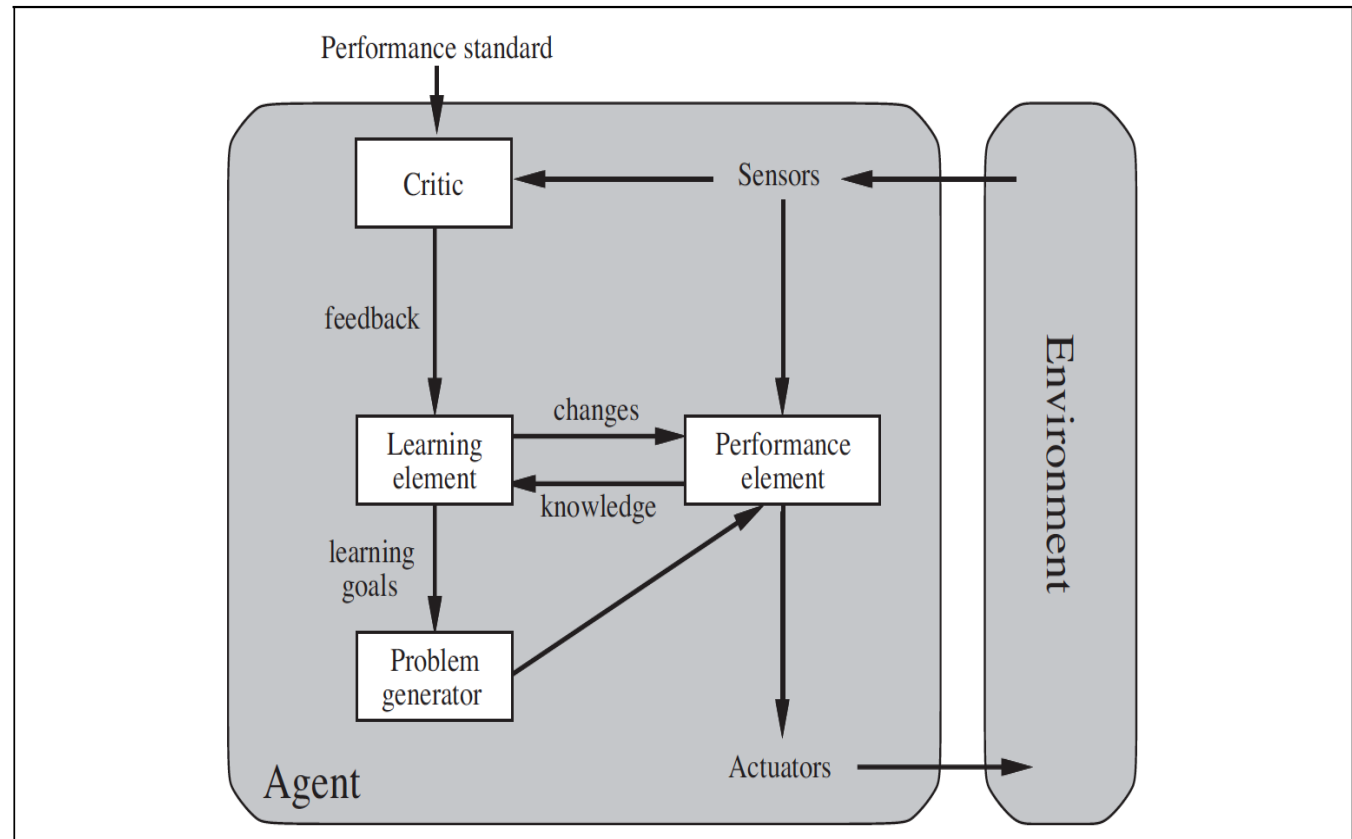 Performance standard
Critic
Sensors
feedback
changes
Learning
element
Performance
element
knowledge
learning
goals
Problem
generator
Actuators
Agent
Environment